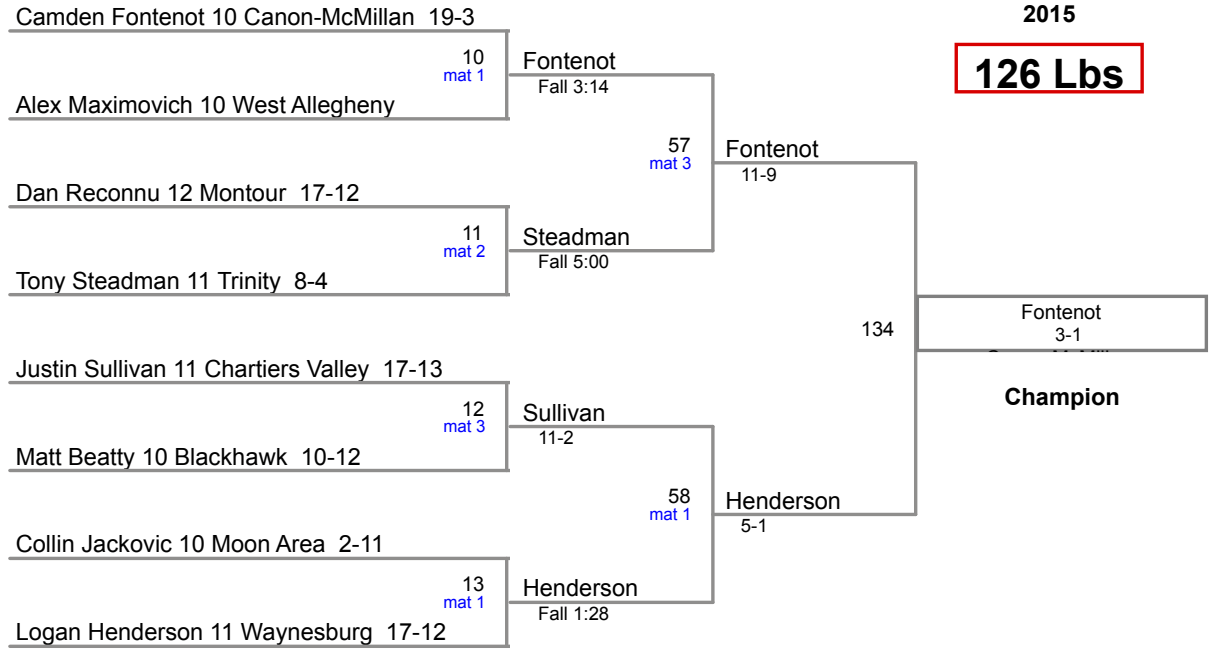 Camden Fontenot 10 Canon-McMillan 19-3
2015
126 Lbs
10
mat 1
Fontenot
Fall 3:14
Alex Maximovich 10 West Allegheny
57
mat 3
Fontenot
11-9
Dan Reconnu 12 Montour 17-12
11
mat 2
Steadman
Fall 5:00
Tony Steadman 11 Trinity 8-4
134
Fontenot
3-1
Champion
Justin Sullivan 11 Chartiers Valley 17-13
12
mat 3
Sullivan
11-2
Matt Beatty 10 Blackhawk 10-12
58
mat 1
Henderson
5-1
Collin Jackovic 10 Moon Area 2-11
13
mat 1
Henderson
Fall 1:28
Logan Henderson 11 Waynesburg 17-12